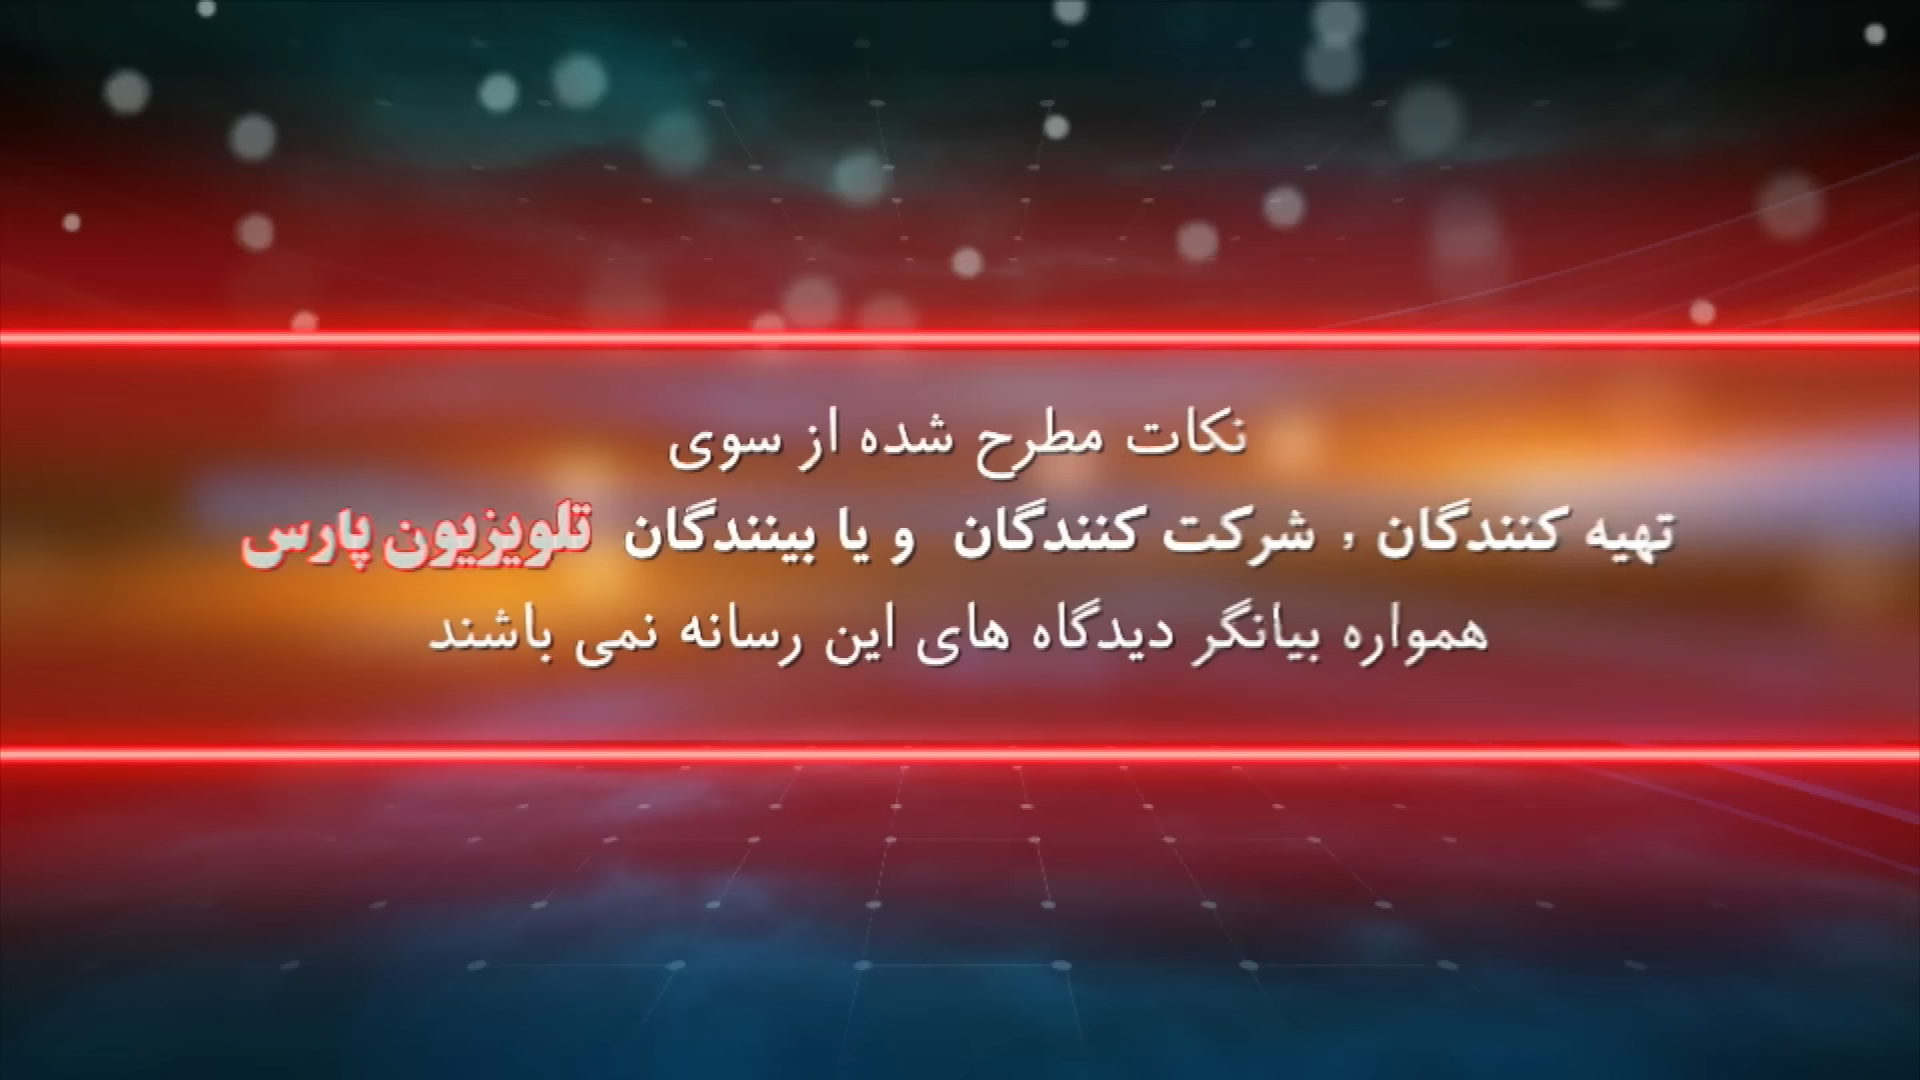 نکات مطرح شده از سوی
تهیه کنندگان , شرکت کنندگان و یا بینندگان تلویزیون پارس
همواره بیانگر دیدگاه های این رسانه نمی باشند